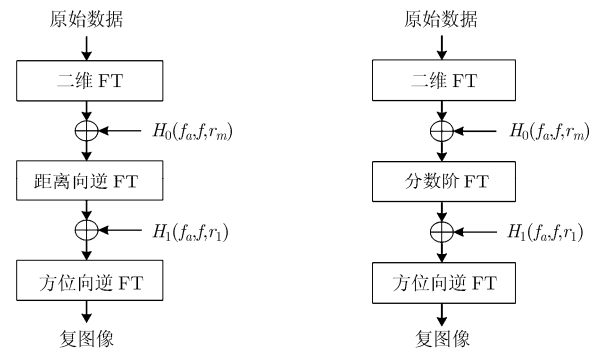 原始数据
二维 FT
H0(fa,f,rm)
距离向逆 FT
H1(fa,f,r1)
方位向逆 FT
复图像
原始数据
二维 FT
H0(fa,f,rm)
分数阶 FT
H1(fa,f,r1)
方位向逆 FT
复图像